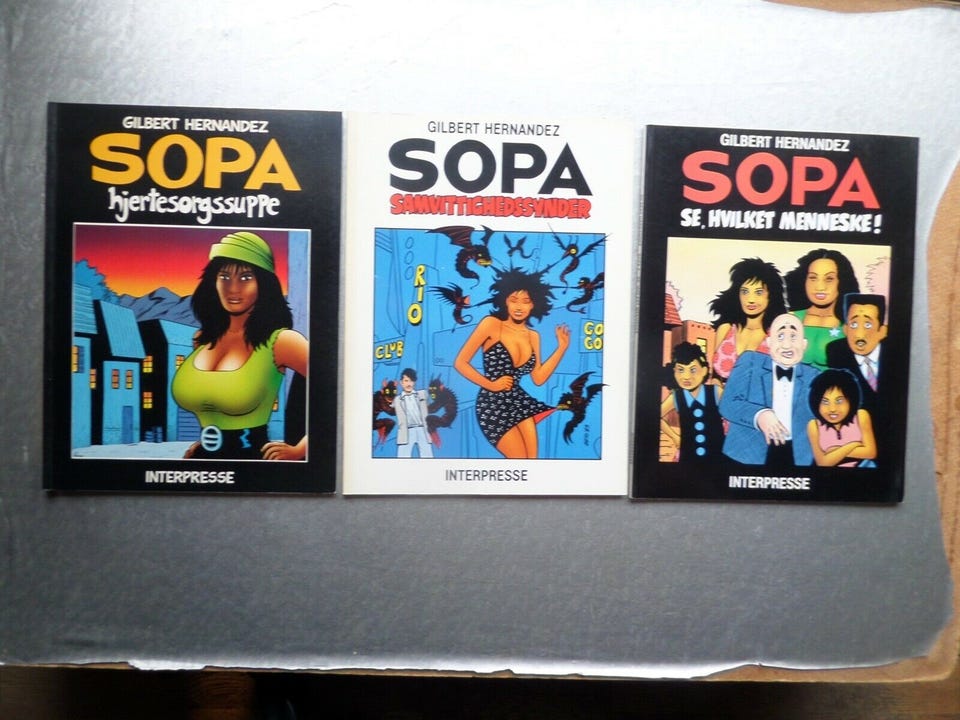 GILBERT HERNANDEZ
SOPA
hjertesorgssuppe
INTERPRESSE
GILBERT HERNANDEZ
SOPA
SAMVITTIGHEDSSYNDER
RIO
CLUB
GO
GO
INTERPRESSE
GILBERT HERNANDEZ
SOPA
SE, HVILKET MENNESKE!
INTERPRESSE